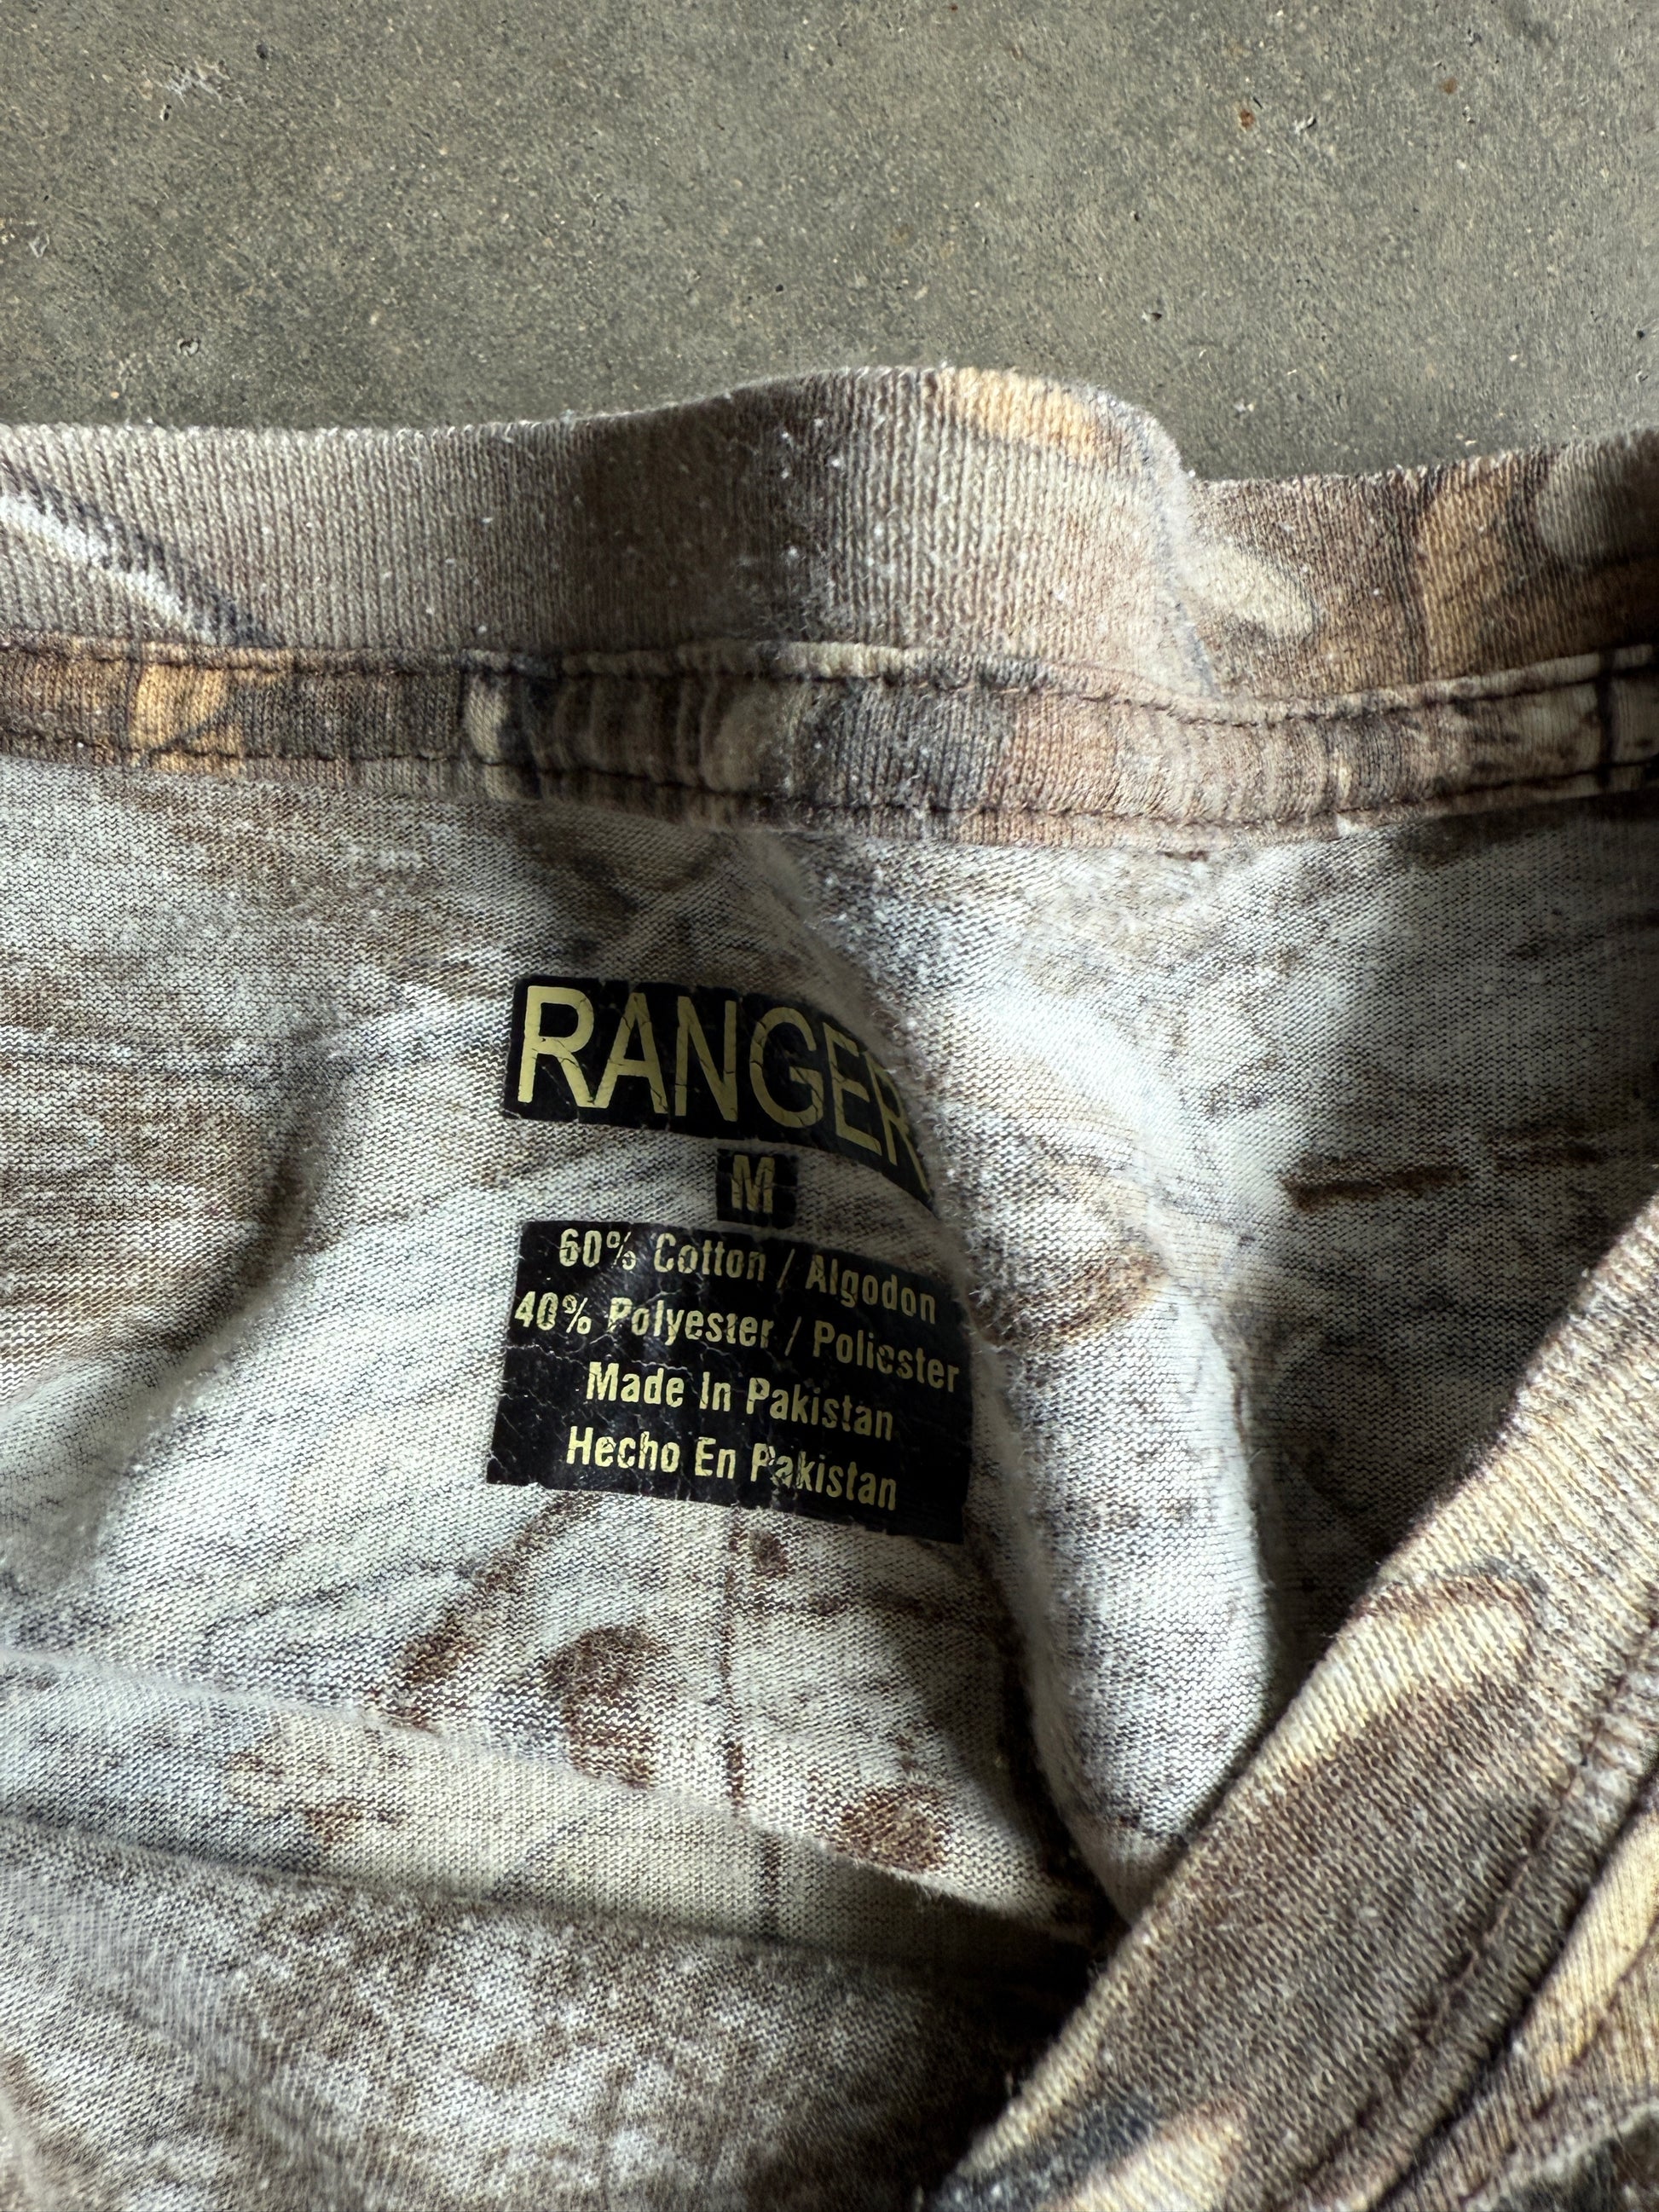 RANGER
M
60% Cotton / Algodon
40% Polyester / Policster
Made In Pakistan
Hecho En Pakistan